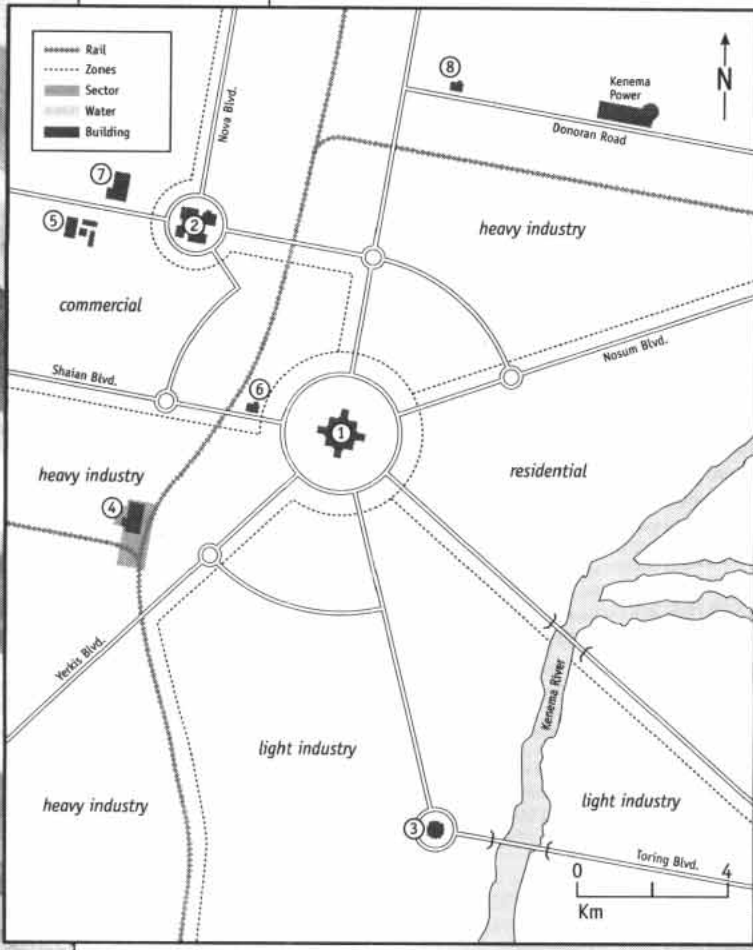 Rail
Zones
Sector
Water
Building
Nova Blvd.
N
8
Kenema
Power
Donoran Road
7
5
2
heavy industry
commercial
Shaian Blvd.
6
Nosum Blvd.
1
heavy industry
residential
4
Yerkis Blvd.
Kenema River
light industry
heavy industry
light industry
3
Toring Blvd.
0 4
Km